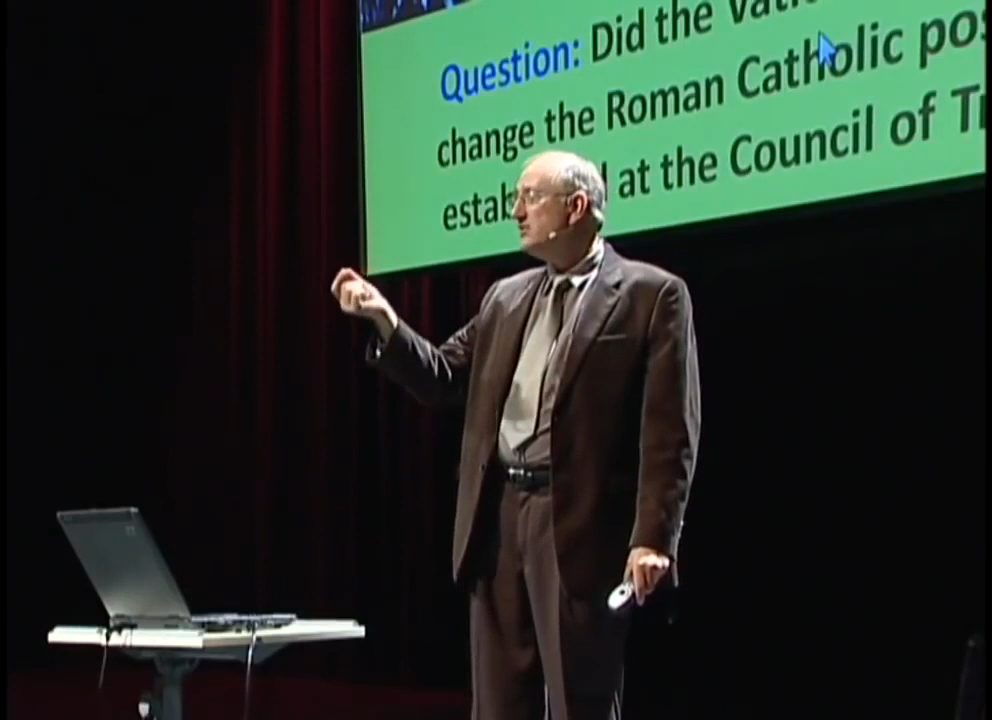 Question: Did the
change the Roman Catholic
at the Council of